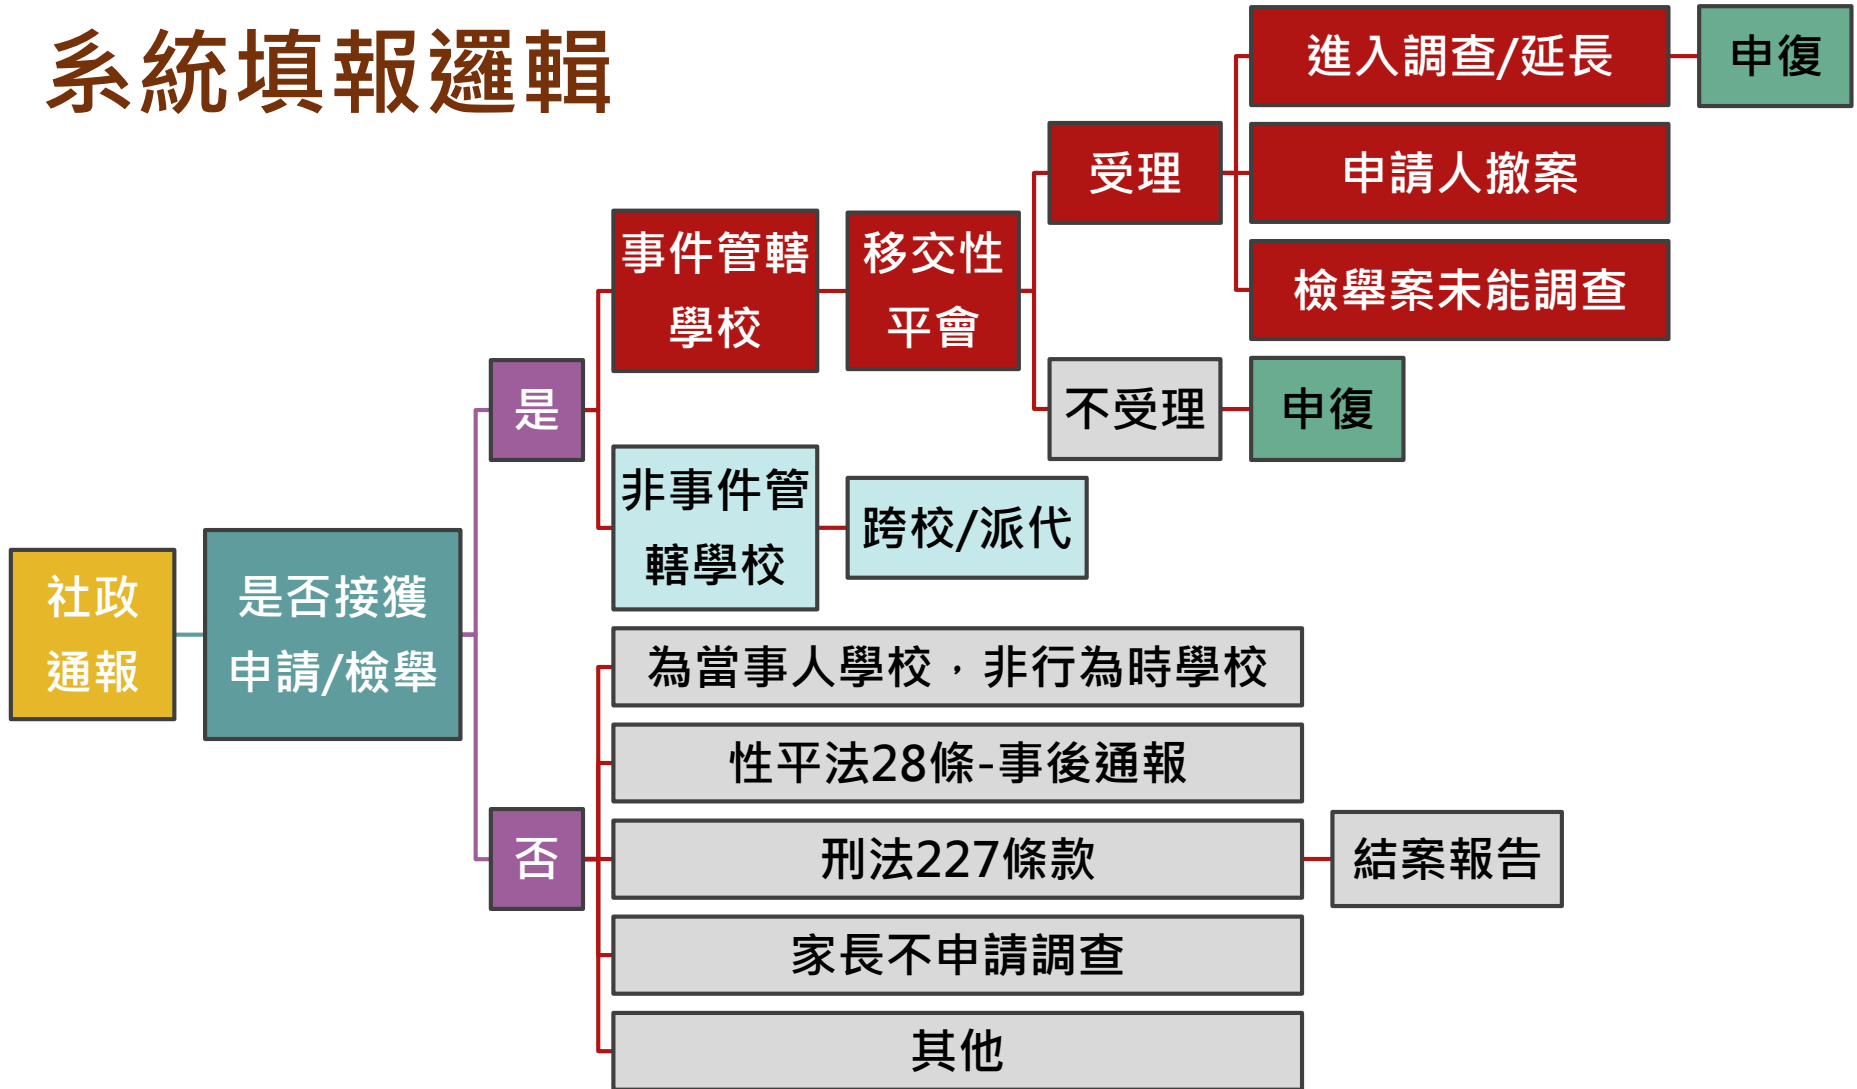 系統填報邏輯
社政
通報
是否接獲
申請/檢舉
是
事件管轄
學校
移交性
平會
受理
進入調查/延長
申復
申請人撤案
檢舉案未能調查
不受理
申復
非事件管
轄學校
跨校/派代
否
為當事人學校，非行為時學校
性平法28條-事後通報
刑法227條款
結案報告
家長不申請調查
其他